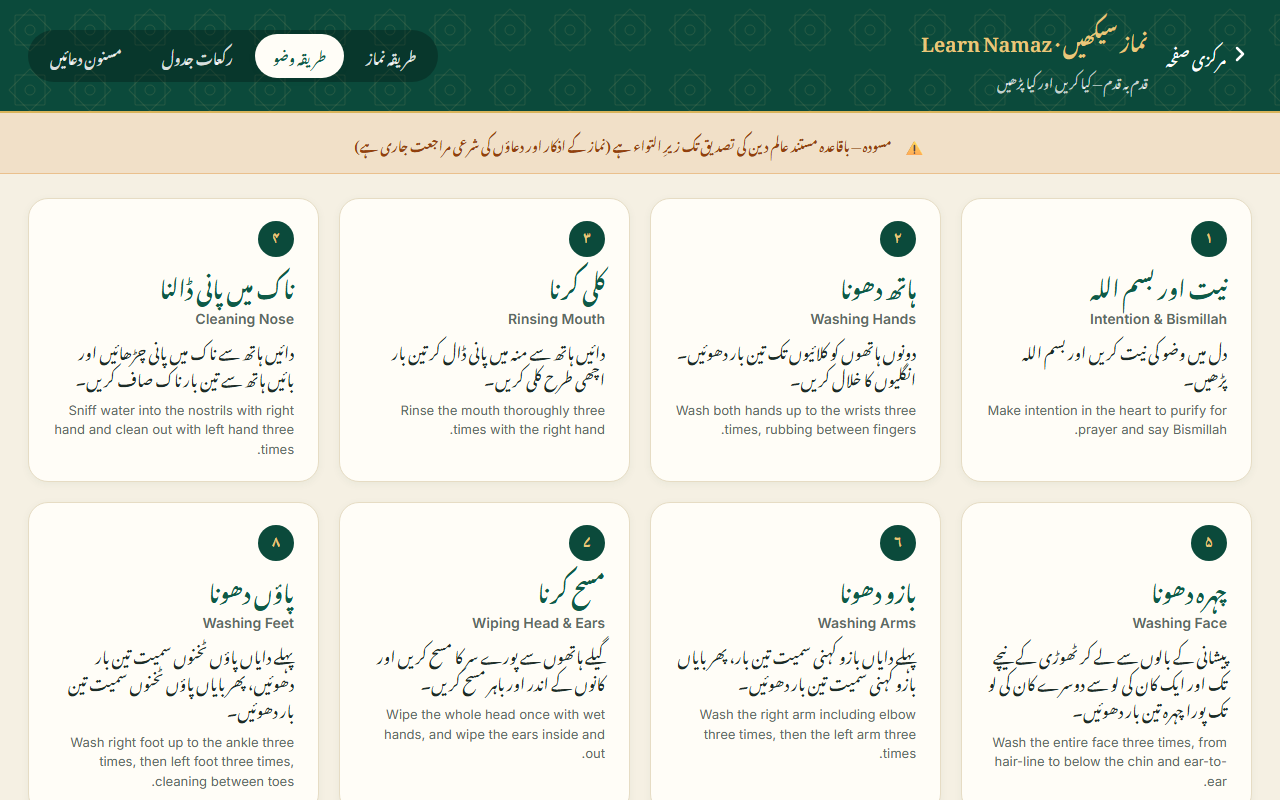 مرکزی صفحہ
نماز سیکھیں · Learn Namaz
قدم بہ قدم — کیا کریں اور کیا پڑھیں
طریقہ نماز
طریقہ وضو
رکعات جدول
مسنون دعائیں
⚠️ مسودہ — باقاعدہ مستند عالم دین کی تصدیق تک زیرِ التواء ہے (نماز کے اذکار اور دعاؤں کی شرعی مراجعت جاری ہے)
۱
نیت اور بسم اللہ
Intention & Bismillah
دل میں وضو کی نیت کریں اور بسم اللہ
پڑھیں۔
Make intention in the heart to purify for
prayer and say Bismillah.
۲
ہاتھ دھونا
Washing Hands
دونوں ہاتھوں کو کلائیوں تک تین بار دھوئیں۔
انگلیوں کا خلال کریں۔
Wash both hands up to the wrists three
times, rubbing between fingers.
۳
کلی کرنا
Rinsing Mouth
دائیں ہاتھ سے منہ میں پانی ڈال کر تین بار
اچھی طرح کلی کریں۔
Rinse the mouth thoroughly three
times with the right hand.
۴
ناک میں پانی ڈالنا
Cleaning Nose
دائیں ہاتھ سے ناک میں پانی چڑھائیں اور
بائیں ہاتھ سے تین بار ناک صاف کریں۔
Sniff water into the nostrils with right
hand and clean out with left hand three
times.
۵
چہرہ دھونا
Washing Face
پیشانی کے بالوں سے لے کر ٹھوڑی کے نیچے
تک اور ایک کان کی لو سے دوسرے کان کی لو
تک پورا چہرہ تین بار دھوئیں۔
Wash the entire face three times, from
hair-line to below the chin and ear-to-
ear.
۶
بازو دھونا
Washing Arms
پہلے دایاں بازو کہنی سمیت تین بار، پھر بایاں
بازو کہنی سمیت تین بار دھوئیں۔
Wash the right arm including elbow
three times, then the left arm three
times.
۷
مسح کرنا
Wiping Head & Ears
گیلے ہاتھوں سے پورے سر کا مسح کریں اور
کانوں کے اندر اور باہر مسح کریں۔
Wipe the whole head once with wet
hands, and wipe the ears inside and
out.
۸
پاؤں دھونا
Washing Feet
پہلے دایاں پاؤں ٹخنوں سمیت تین بار
دھوئیں، پھر بایاں پاؤں ٹخنوں سمیت تین
بار دھوئیں۔
Wash right foot up to the ankle three
times, then left foot three times,
cleaning between toes.